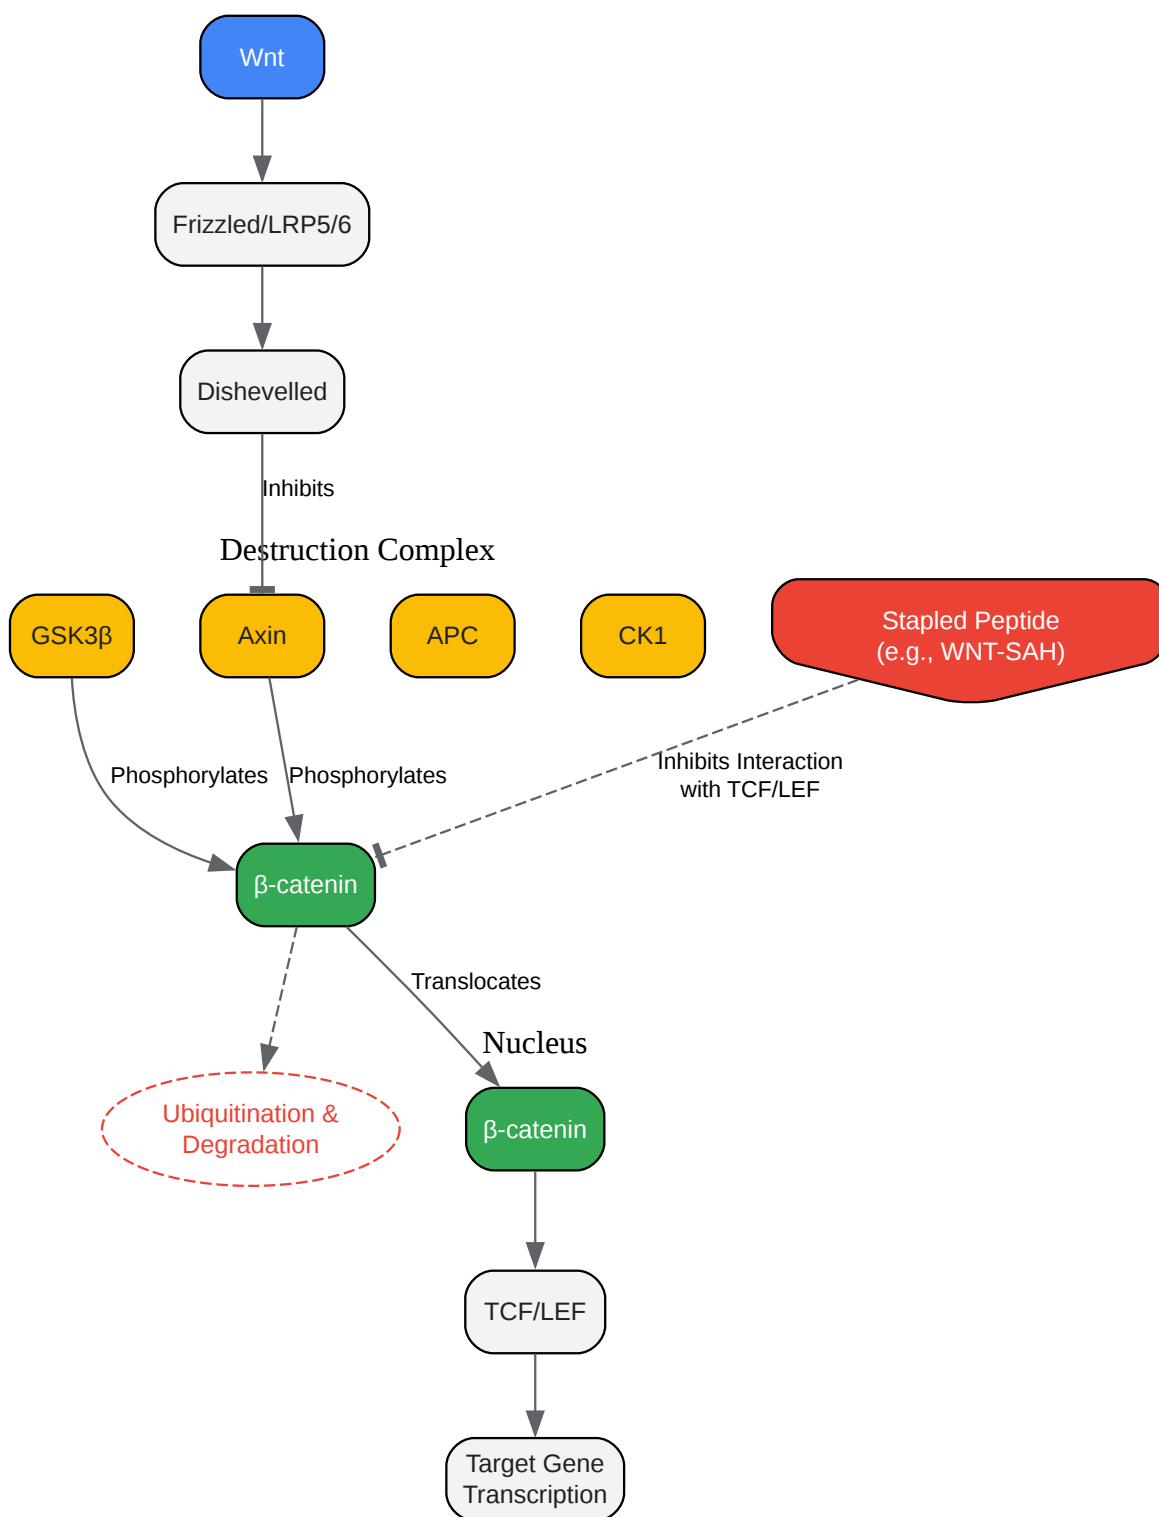 Wnt
Frizzled/LRP5/6
Dishevelled
Inhibits
Destruction Complex
GSK3β
Axin
APC
CK1
Stapled Peptide
(e.g., WNT-SAH)
Phosphorylates
Phosphorylates
Inhibits Interaction
with TCF/LEF
β-catenin
Translocates
Nucleus
Ubiquitination &
Degradation
β-catenin
TCF/LEF
Target Gene
Transcription